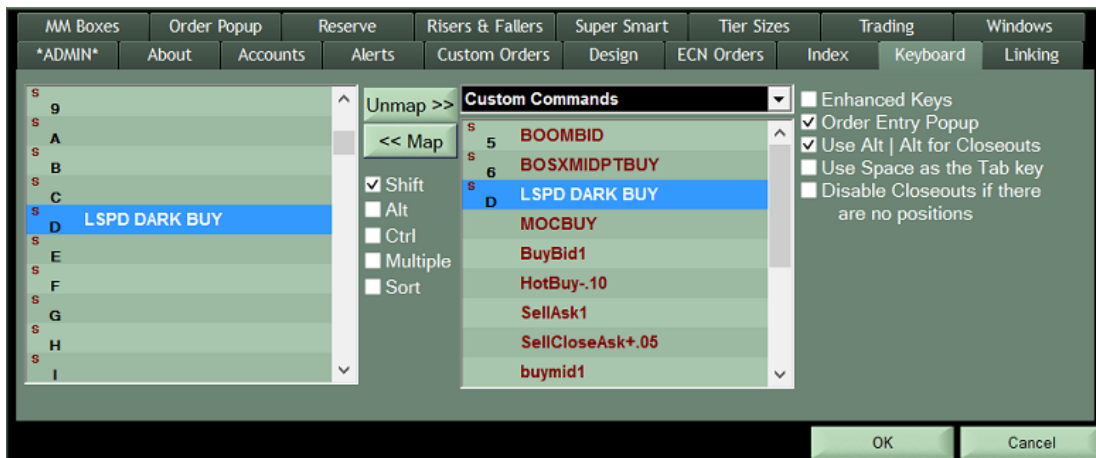 MM Boxes Order Popup Reserve Risers & Fallers Super Smart Tier Sizes Trading Windows
*ADMIN* About Accounts Alerts Custom Orders Design ECN Orders Index Keyboard Linking
S 9
S A
S B
S C
S D LSPD DARK BUY
S E
S F
S G
S H
S I
Unmap >>
<< Map
Shift
Alt
Ctrl
Multiple
Sort
Custom Commands
S 5 BOOMBID
S 6 BOSXMIDPTBUY
S D LSPD DARK BUY
MOCBUY
BuyBid1
HotBuy-.10
SellAsk1
SellCloseAsk+.05
buymid1
Enhanced Keys
Order Entry Popup
Use Alt | Alt for Closeouts
Use Space as the Tab key
Disable Closeouts if there
are no positions
OK Cancel